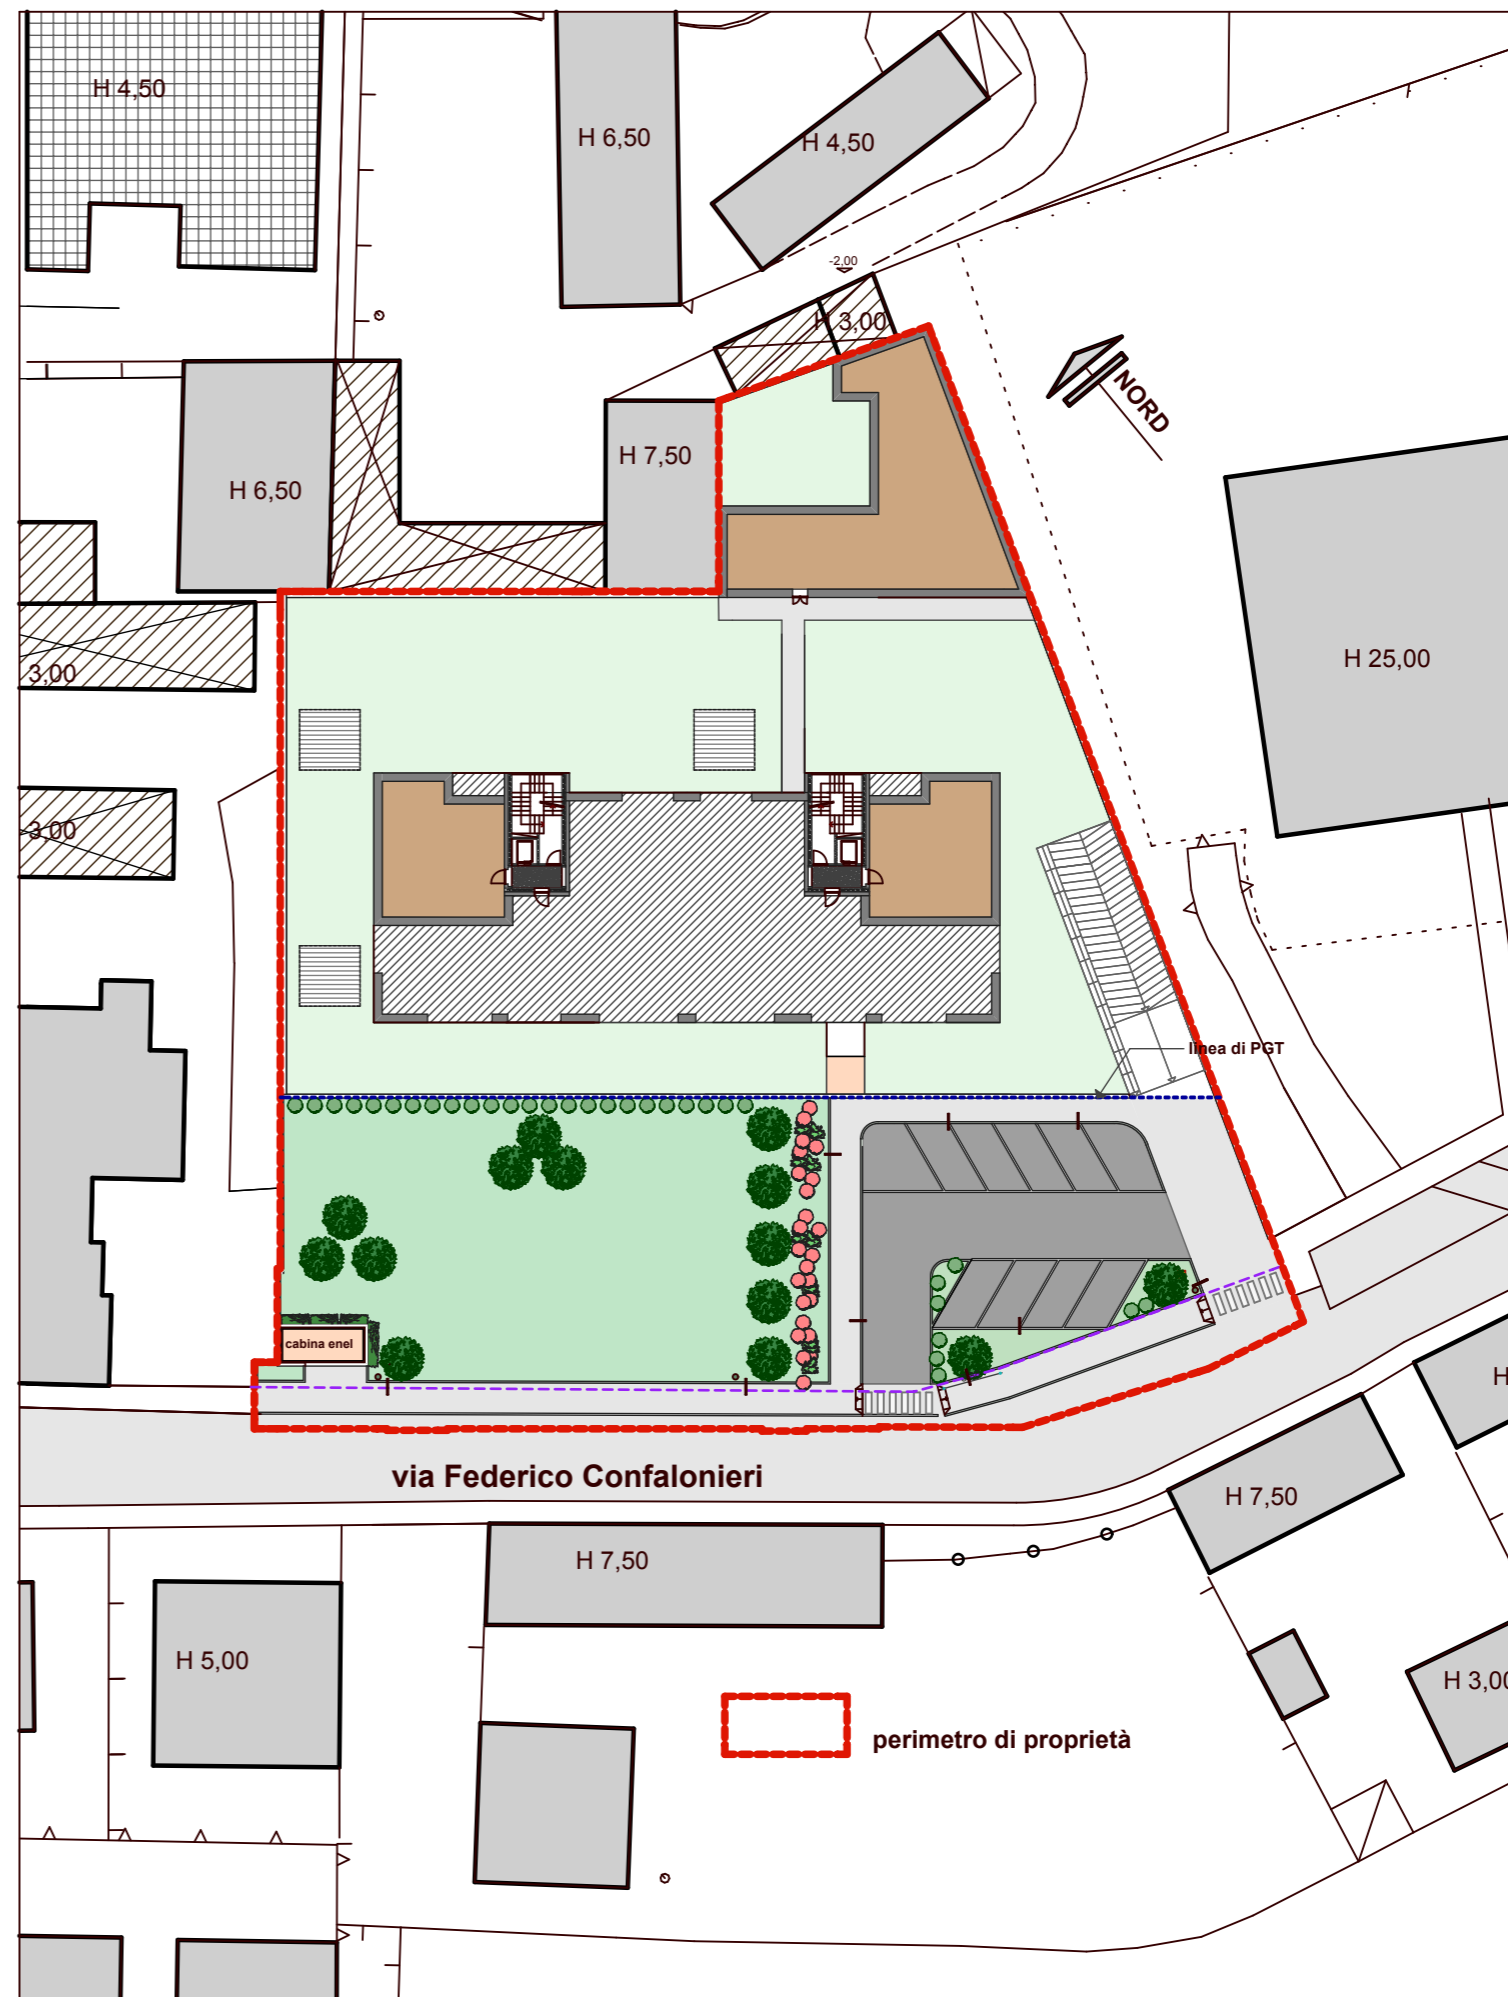 H 4,50
H 6,50
H 4,50
-2,00
H 3,00
NORD
H 7,50
H 6,50
H 25,00
3,00
3,00
linea di PGT
cabina enel
H
via Federico Confalonieri
H 7,50
H 7,50
H 5,00
H 3,00
perimetro di proprietà